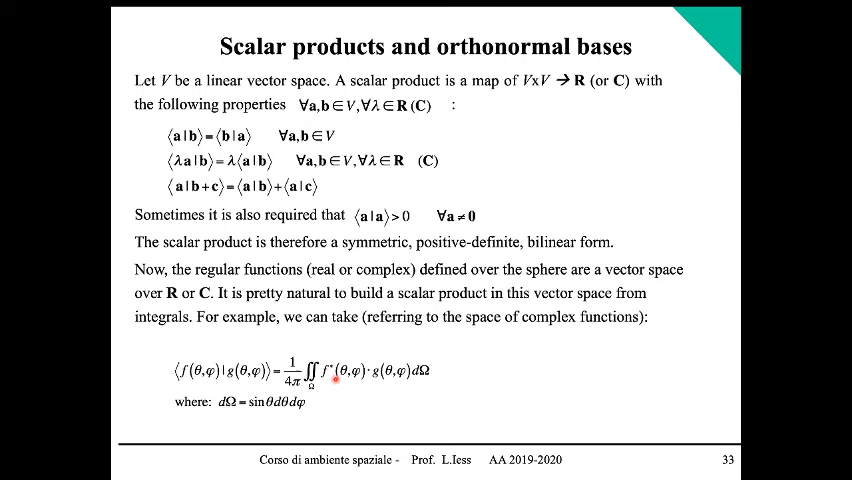 Scalar products and orthonormal bases
Let V be a linear vector space. A scalar product is a map of VxV → R (or C) with
the following properties ∀a,b ∈ V, ∀λ ∈ R (C) :
⟨a | b⟩ = ⟨b | a⟩ ∀a,b ∈ V
⟨λa | b⟩ = λ⟨a | b⟩ ∀a,b ∈ V, ∀λ ∈ R (C)
⟨a | b + c⟩ = ⟨a | b⟩ + ⟨a | c⟩
Sometimes it is also required that ⟨a | a⟩ > 0 ∀a ≠ 0
The scalar product is therefore a symmetric, positive-definite, bilinear form.
Now, the regular functions (real or complex) defined over the sphere are a vector space
over R or C. It is pretty natural to build a scalar product in this vector space from
integrals. For example, we can take (referring to the space of complex functions):
⟨f(θ,φ) | g(θ,φ)⟩ = 1/4π ∬_Ω f*(θ,φ) · g(θ,φ) dΩ
where: dΩ = sinθdθdφ
Corso di ambiente spaziale - Prof. L.Iess AA 2019-2020 33